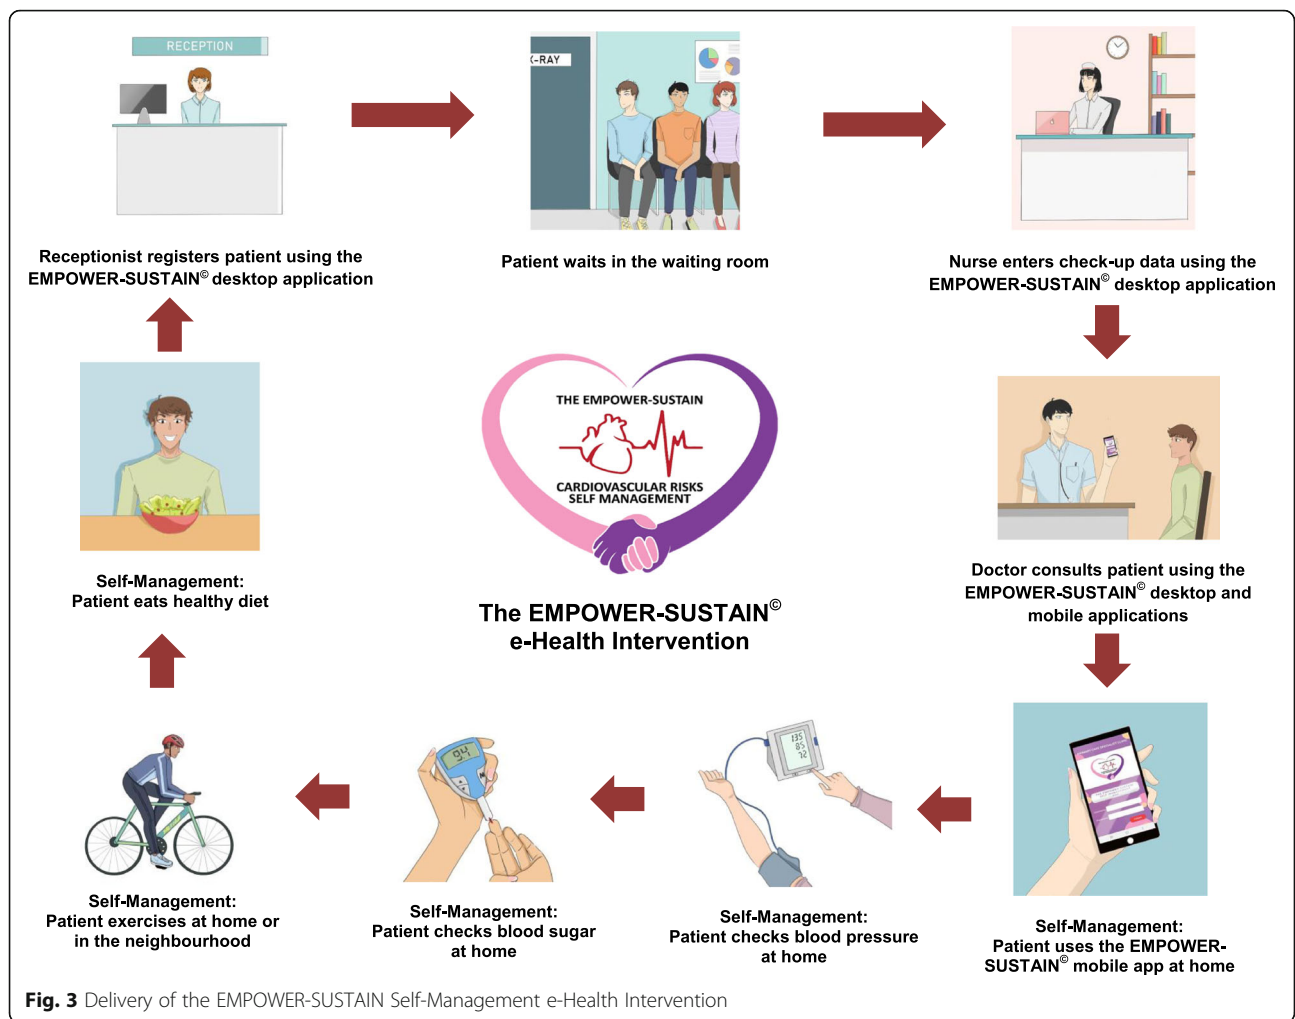 RECEPTION
X-RAY
Receptionist registers patient using the
EMPOWER-SUSTAIN© desktop application
Patient waits in the waiting room
Nurse enters check-up data using the
EMPOWER-SUSTAIN© desktop application
THE EMPOWER-SUSTAIN
CARDIOVASCULAR RISKS
SELF MANAGEMENT
The EMPOWER-SUSTAIN©
e-Health Intervention
Doctor consults patient using the
EMPOWER-SUSTAIN© desktop and
mobile applications
Self-Management:
Patient eats healthy diet
135
85
72
9.4
Self-Management:
Patient exercises at home or
in the neighbourhood
Self-Management:
Patient checks blood sugar
at home
Self-Management:
Patient checks blood pressure
at home
Self-Management:
Patient uses the EMPOWER-
SUSTAIN© mobile app at home
Fig. 3 Delivery of the EMPOWER-SUSTAIN Self-Management e-Health Intervention